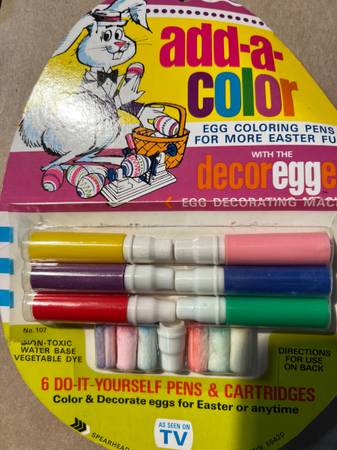 add-a-
color
EGG COLORING PENS
FOR MORE EASTER FU
WITH THE
decoregge
EGG DECORATING MAC
No. 107
NON-TOXIC
WATER BASE
VEGETABLE DYE
DIRECTIONS
FOR USE
ON BACK
6 DO-IT-YOURSELF PENS & CARTRIDGES
Color & Decorate eggs for Easter or anytime
AS SEEN ON
TV
SPEARHEAD
55420